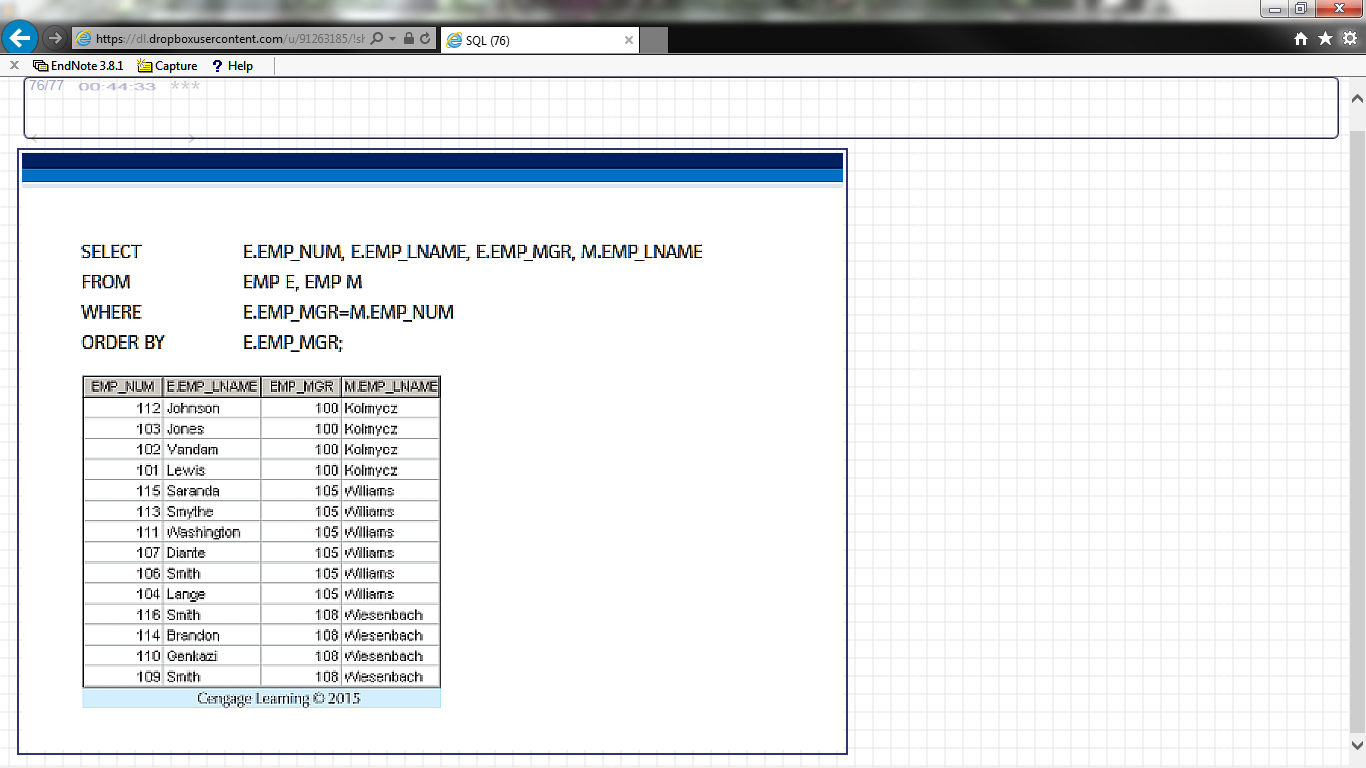 https://dl.dropboxusercontent.com/u/91263185/!sl
SQL (76)
x EndNote 3.8.1 Capture ? Help
76/77 00:44:33 ***
< >
SELECT E.EMP_NUM, E.EMP_LNAME, E.EMP_MGR, M.EMP_LNAME
FROM EMP E, EMP M
WHERE E.EMP_MGR=M.EMP_NUM
ORDER BY E.EMP_MGR;
EMP_NUM E.EMP_LNAME EMP_MGR M.EMP_LNAME
112 Johnson 100 Kolmycz
103 Jones 100 Kolmycz
102 Vandam 100 Kolmycz
101 Lewis 100 Kolmycz
115 Saranda 105 Williams
113 Smythe 105 Williams
111 Washington 105 Williams
107 Diante 105 Williams
106 Smith 105 Williams
104 Lange 105 Williams
116 Smith 108 Wiesenbach
114 Brandon 108 Wiesenbach
110 Genkazi 108 Wiesenbach
109 Smith 108 Wiesenbach
Cengage Learning © 2015